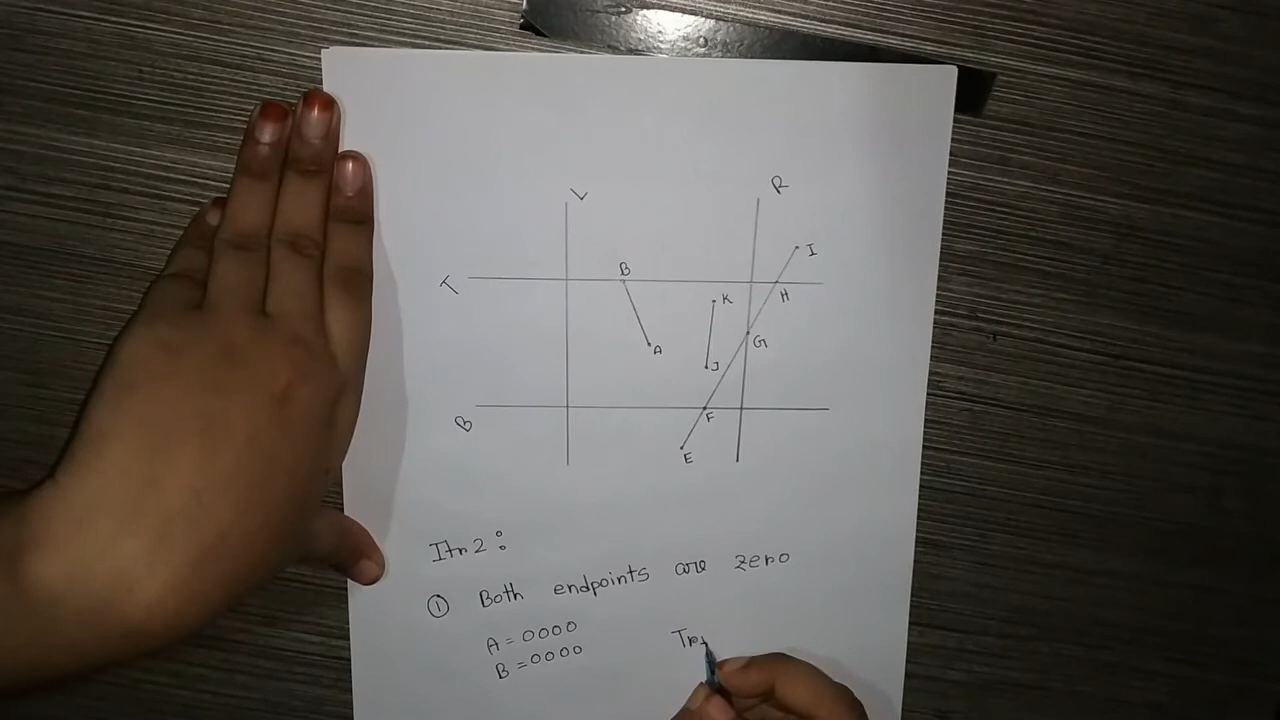 L
R
I
T
B
H
K
A
J
G
B
F
E
Itr 2:
① Both endpoints are zero
A = 0000
B = 0000